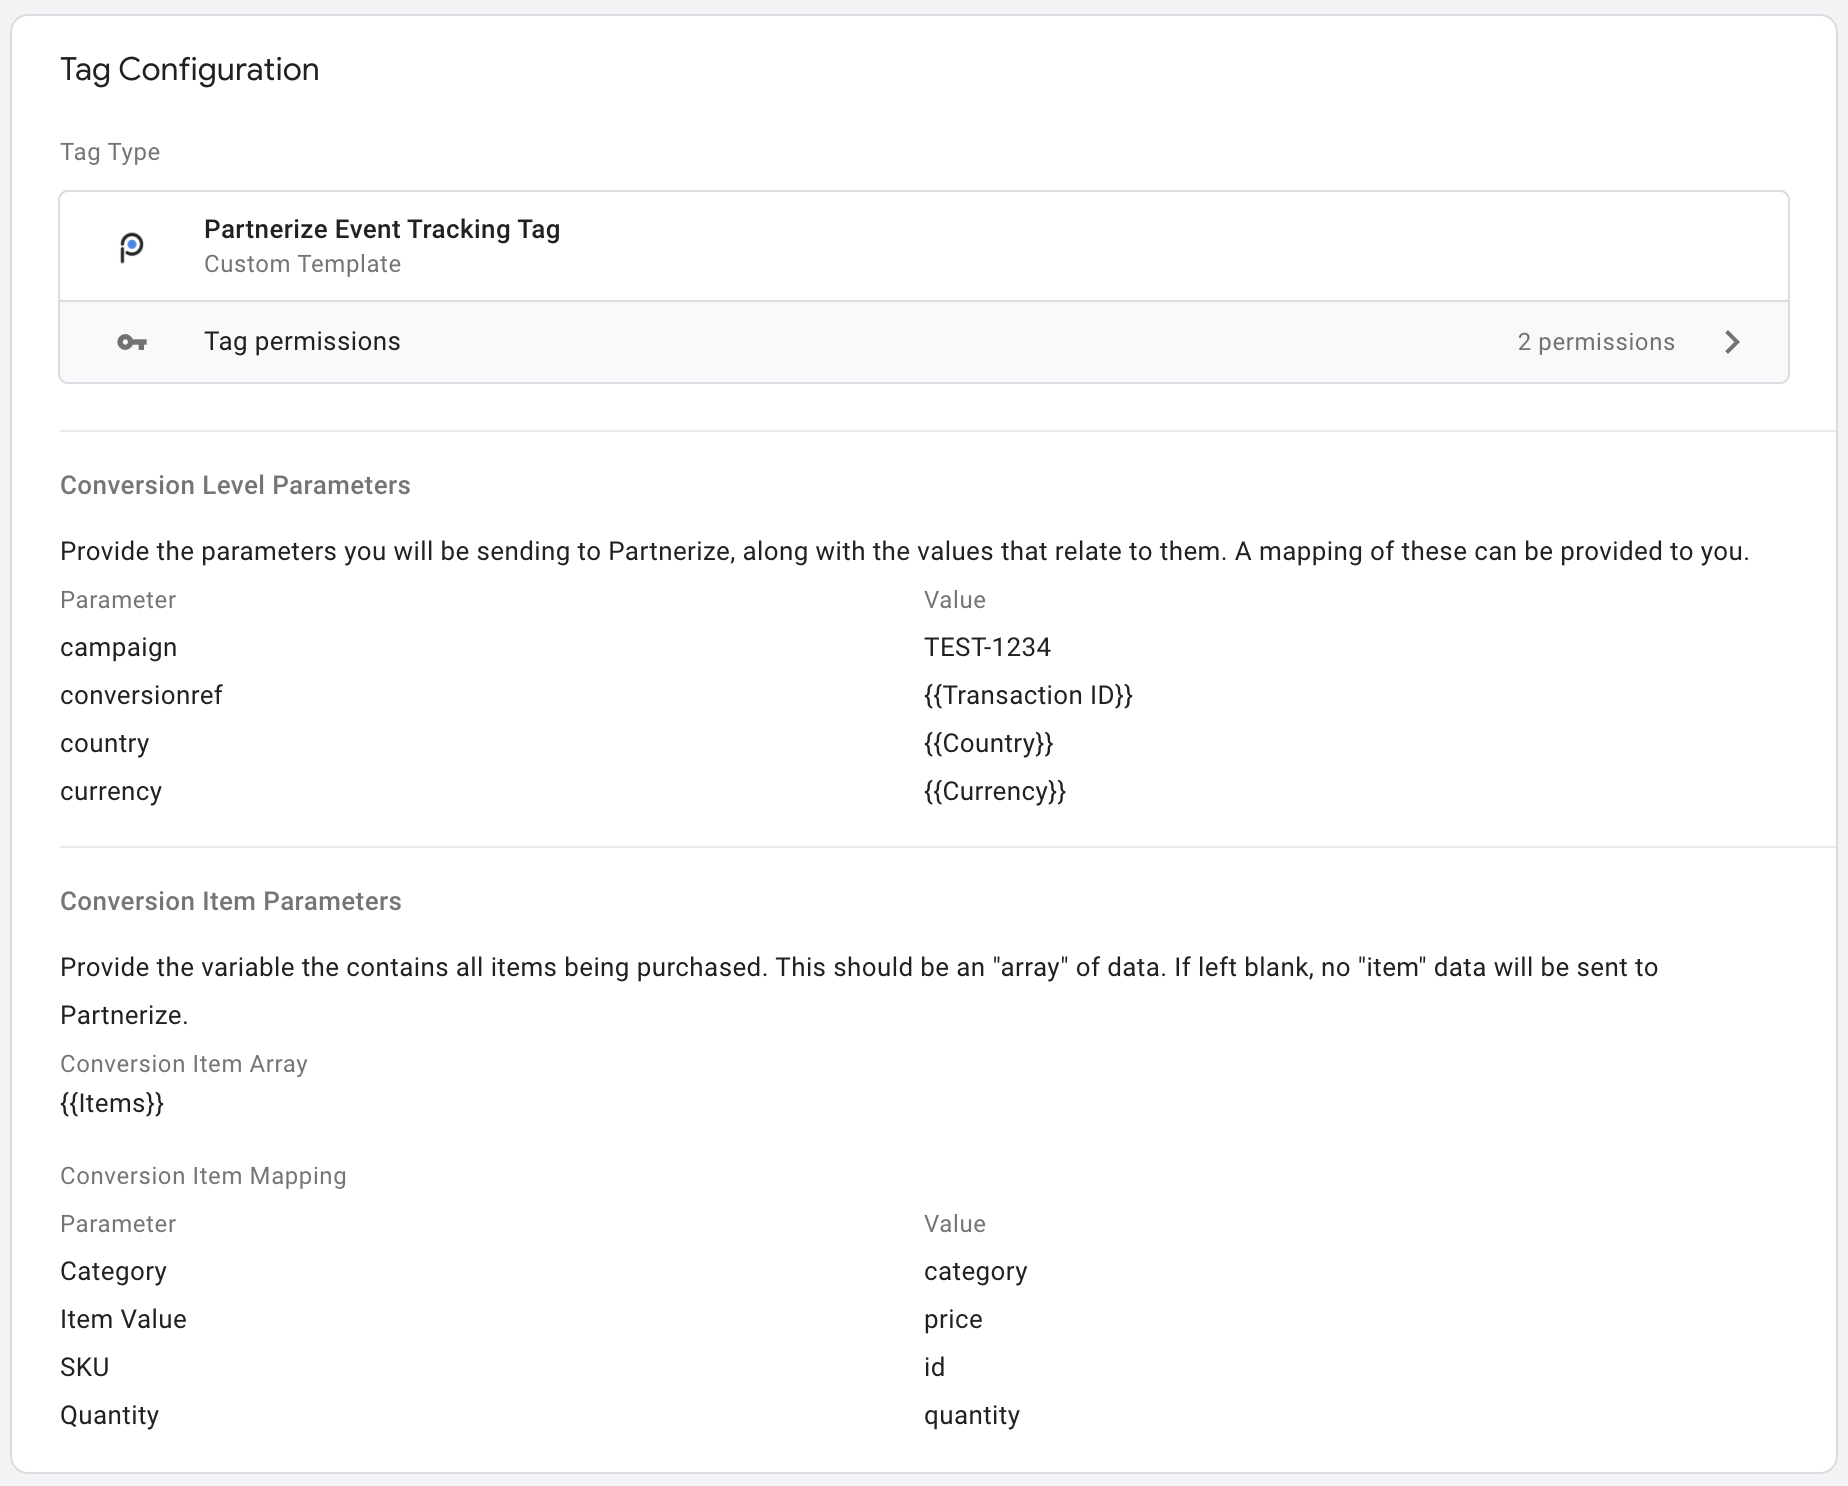 Tag Configuration
Tag Type
Partnerize Event Tracking Tag
Custom Template
Tag permissions 2 permissions
Conversion Level Parameters
Provide the parameters you will be sending to Partnerize, along with the values that relate to them. A mapping of these can be provided to you.
Parameter Value
campaign TEST-1234
conversionref {{Transaction ID}}
country {{Country}}
currency {{Currency}}
Conversion Item Parameters
Provide the variable the contains all items being purchased. This should be an "array" of data. If left blank, no "item" data will be sent to
Partnerize.
Conversion Item Array
{{Items}}
Conversion Item Mapping
Parameter Value
Category category
Item Value price
SKU id
Quantity quantity